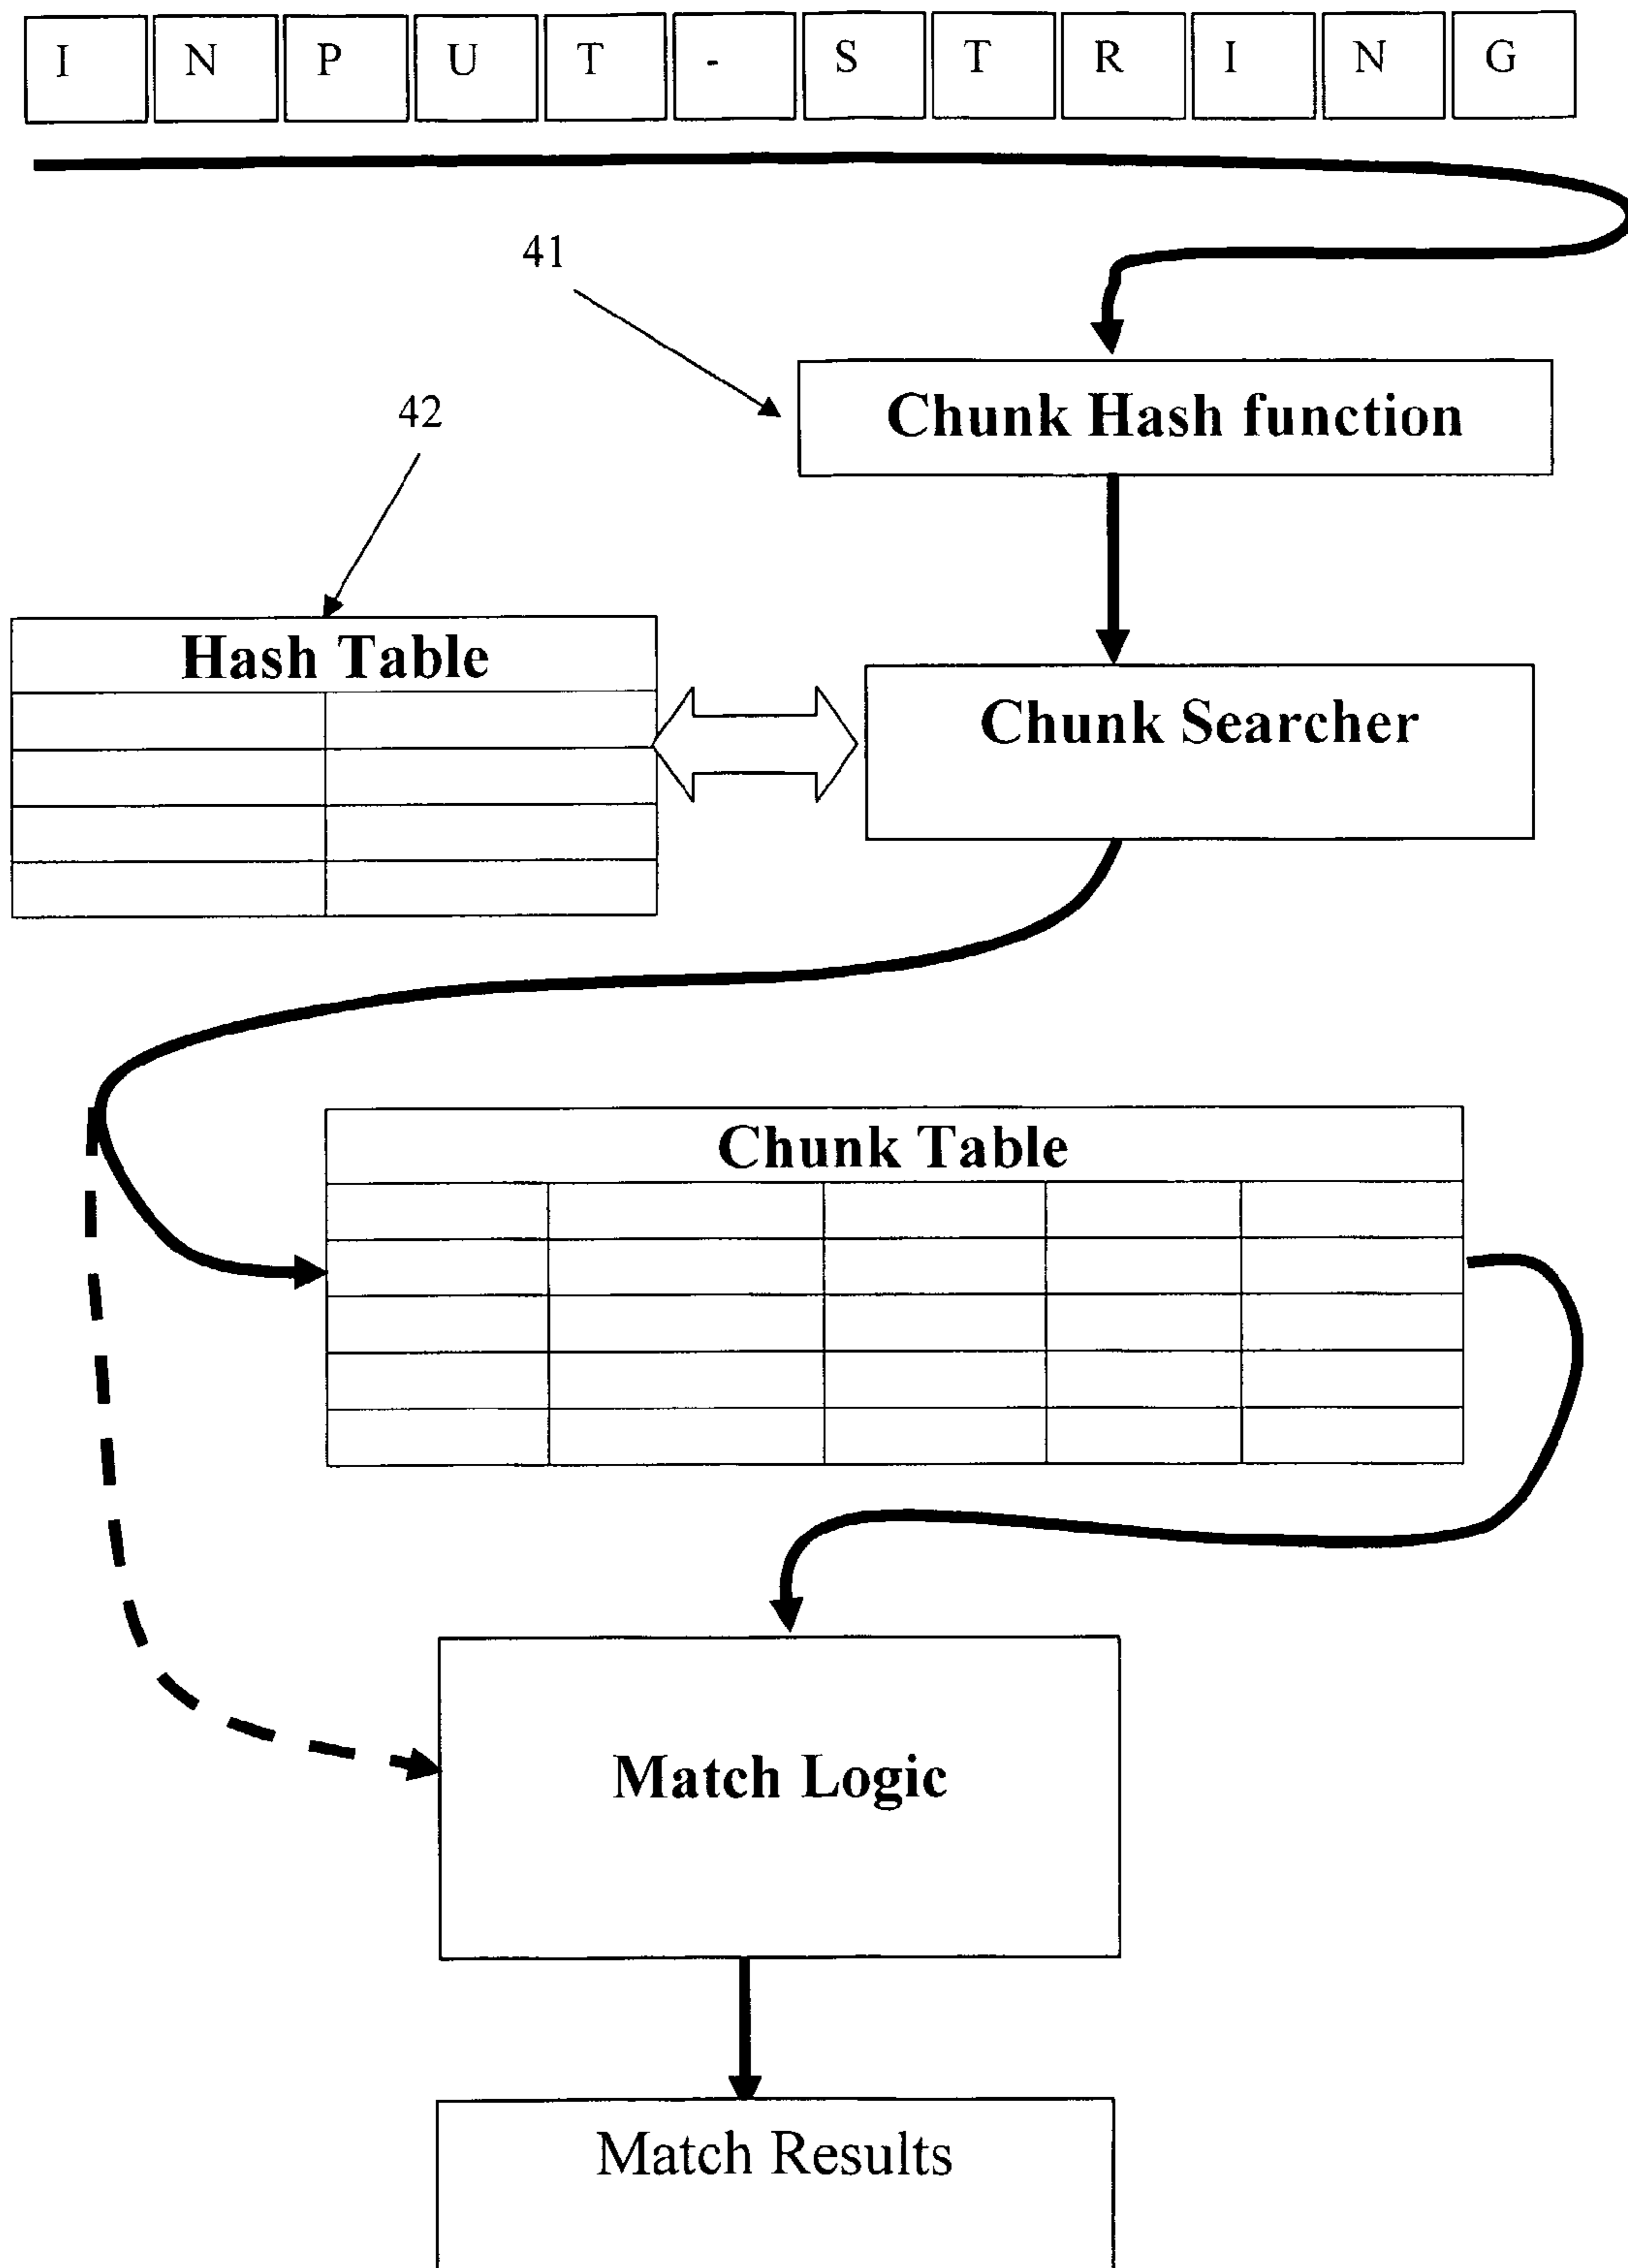 I N P U T - S T R I N G
41
Chunk Hash function
42
Hash Table
Chunk Searcher
Chunk Table
Match Logic
Match Results